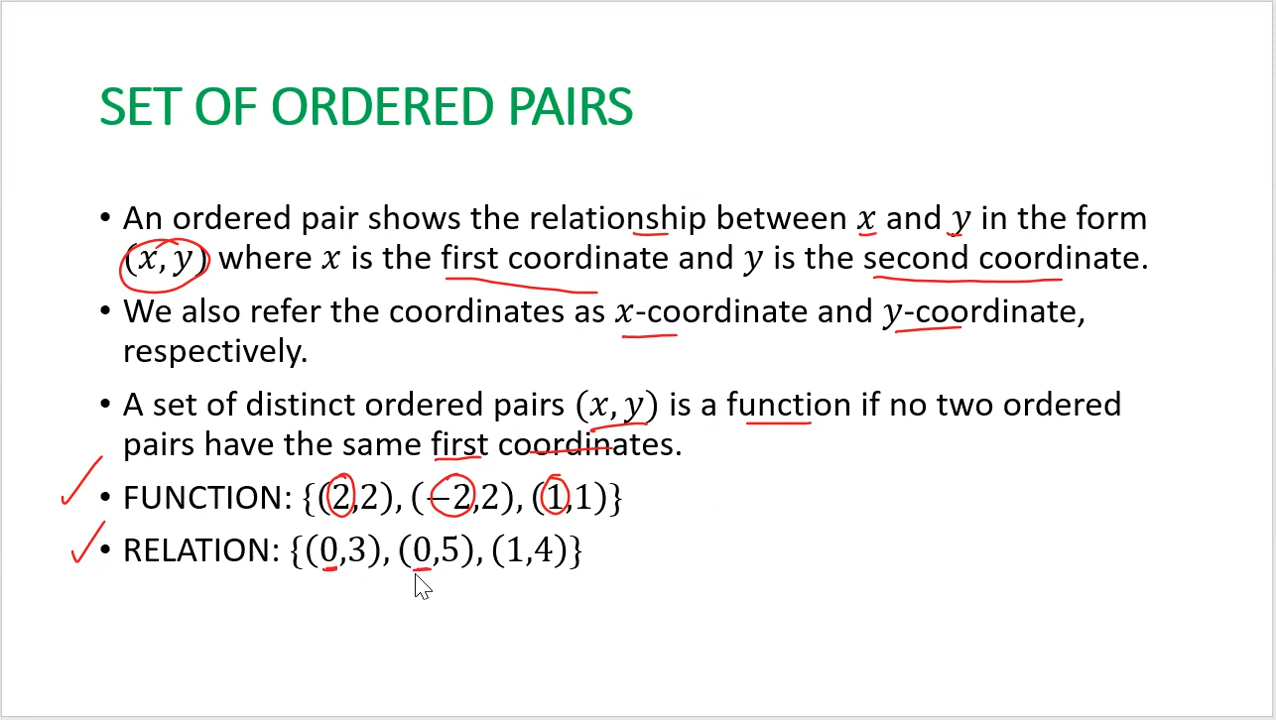 SET OF ORDERED PAIRS
• An ordered pair shows the relationship between x and y in the form
(x, y) where x is the first coordinate and y is the second coordinate.
• We also refer the coordinates as x-coordinate and y-coordinate,
respectively.
• A set of distinct ordered pairs (x, y) is a function if no two ordered
pairs have the same first coordinates.
• FUNCTION: {(2,2), (−2,2), (1,1)}
• RELATION: {(0,3), (0,5), (1,4)}